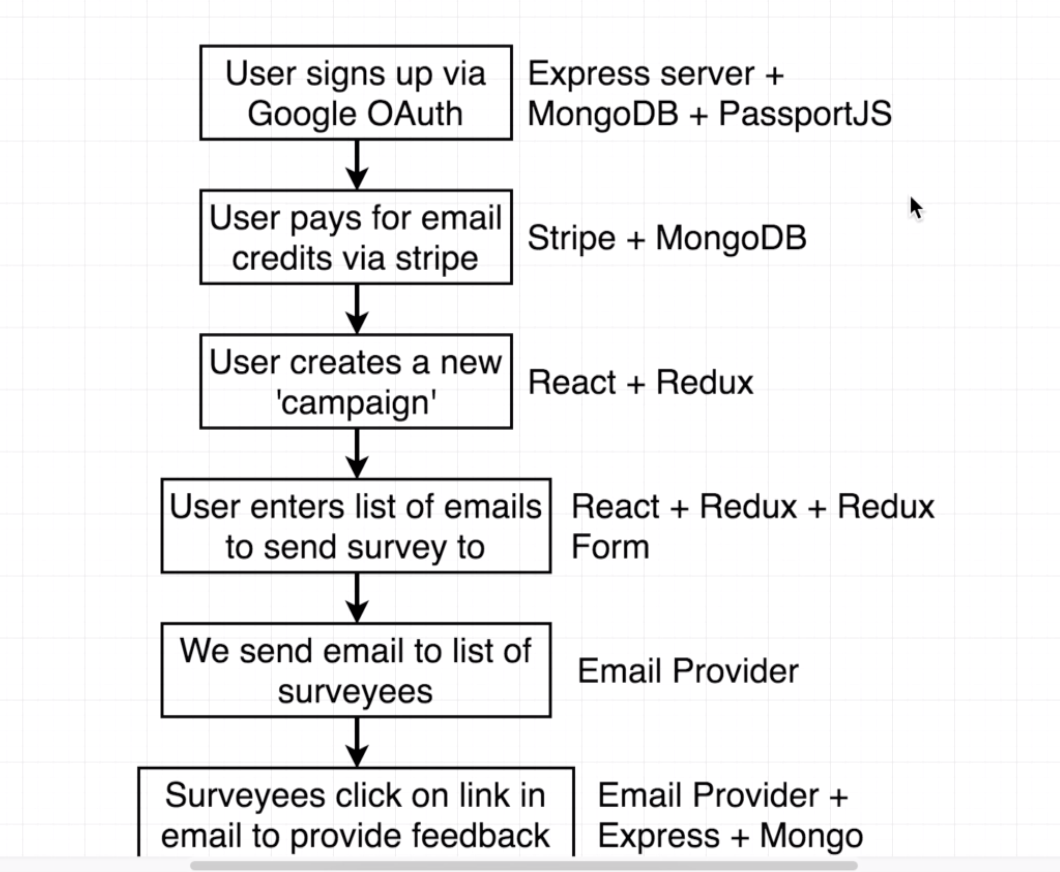 User signs up via
Google OAuth
Express server +
MongoDB + PassportJS
User pays for email
credits via stripe
Stripe + MongoDB
User creates a new
'campaign'
React + Redux
User enters list of emails
to send survey to
React + Redux + Redux
Form
We send email to list of
surveyees
Email Provider
Surveyees click on link in
email to provide feedback
Email Provider +
Express + Mongo